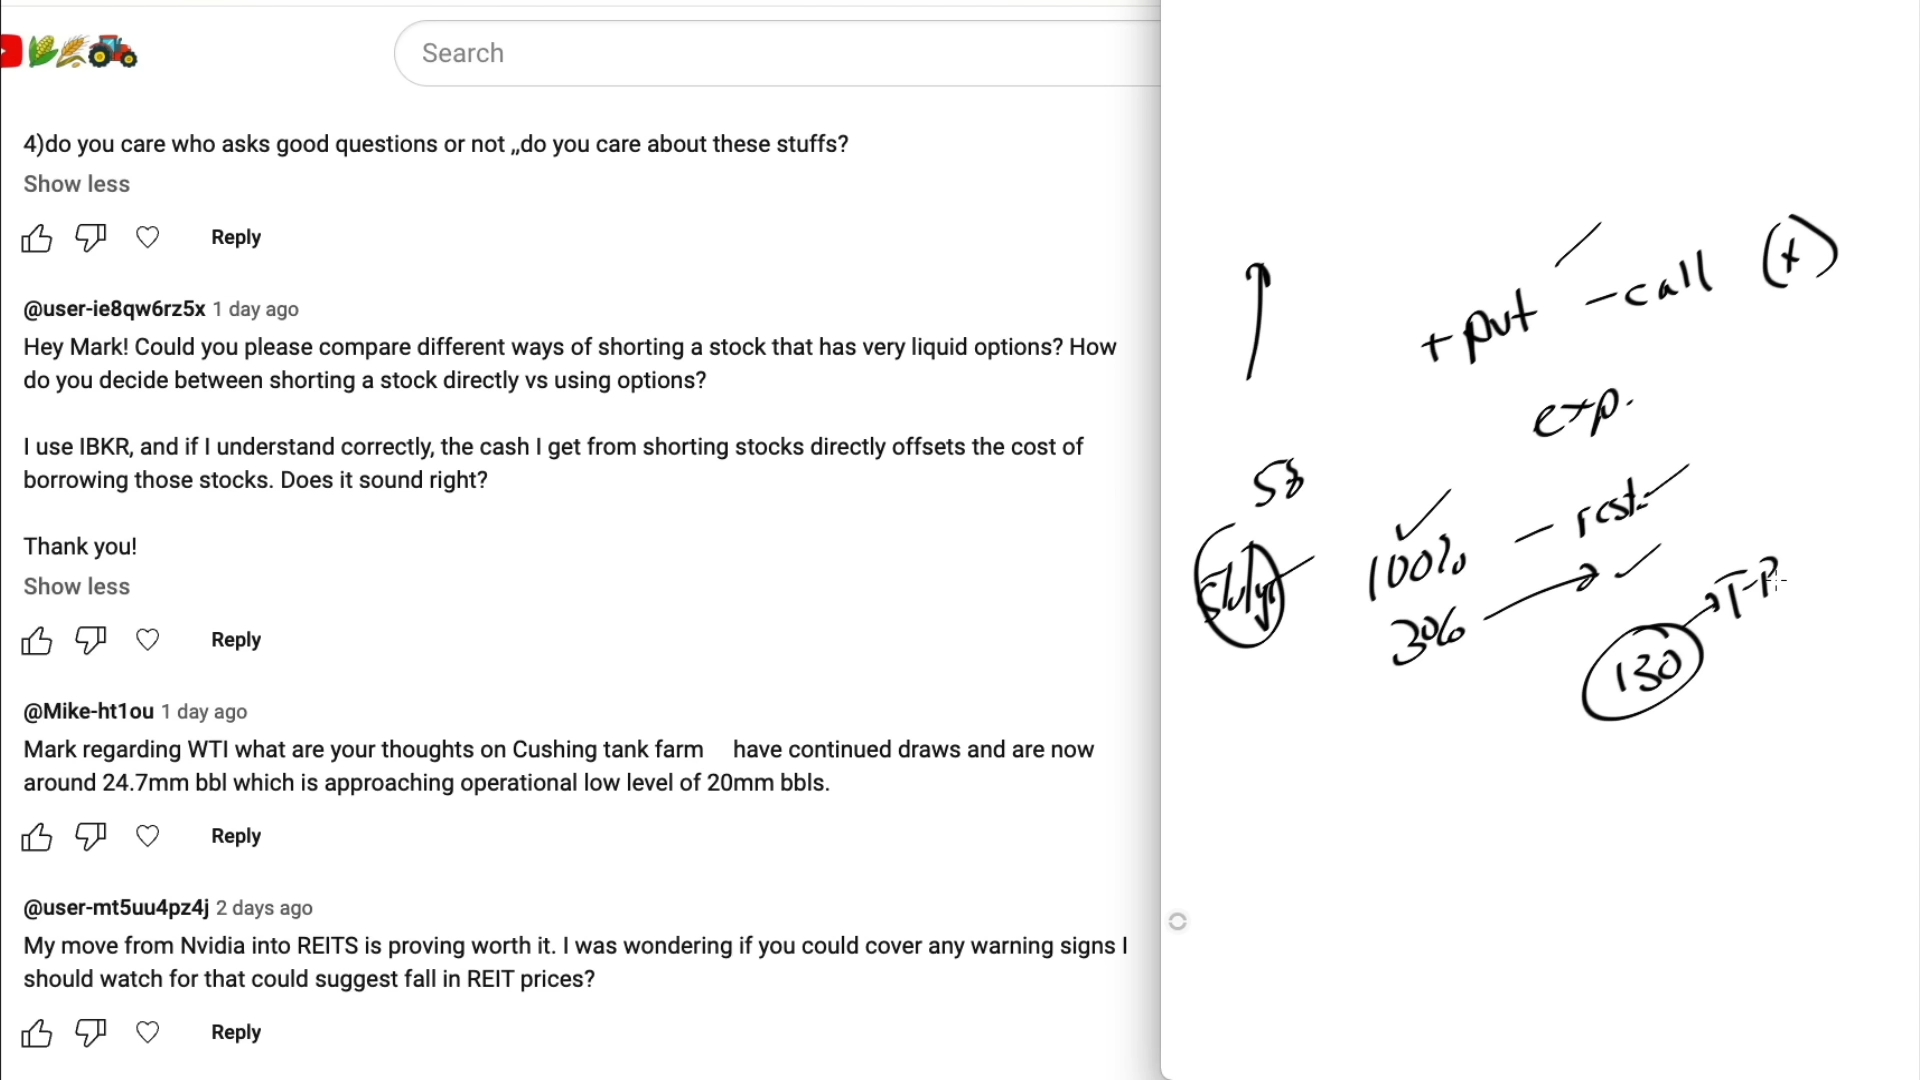 Search
4)do you care who asks good questions or not ,,do you care about these stuffs?
Show less
Reply
@user-ie8qw6rz5x 1 day ago
Hey Mark! Could you please compare different ways of shorting a stock that has very liquid options? How
do you decide between shorting a stock directly vs using options?
I use IBKR, and if I understand correctly, the cash I get from shorting stocks directly offsets the cost of
borrowing those stocks. Does it sound right?
Thank you!
Show less
Reply
@Mike-ht1ou 1 day ago
Mark regarding WTI what are your thoughts on Cushing tank farm have continued draws and are now
around 24.7mm bbl which is approaching operational low level of 20mm bbls.
Reply
@user-mt5uu4pz4j 2 days ago
My move from Nvidia into REITS is proving worth it. I was wondering if you could cover any warning signs I
should watch for that could suggest fall in REIT prices?
Reply
+put -call (+)
exp.
100% -
3%
130